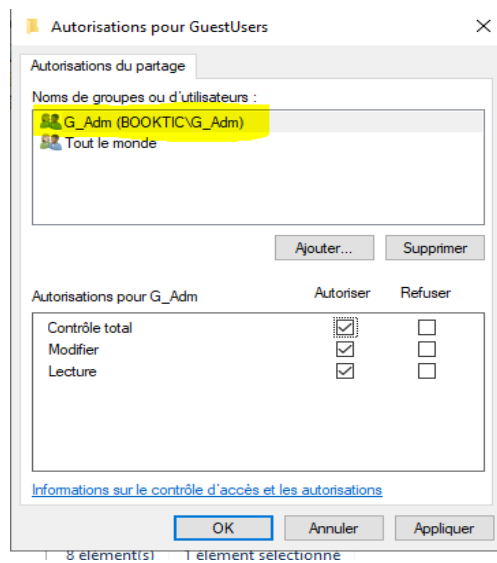 Autorisations pour GuestUsers
Autorisations du partage
Noms de groupes ou d'utilisateurs :
G_Adm (BOOKTIC\G_Adm)
Tout le monde
Ajouter... Supprimer
Autorisations pour G_Adm Autoriser Refuser
Contrôle total
Modifier
Lecture
Informations sur le contrôle d'accès et les autorisations
OK Annuler Appliquer
8 élément(s) 1 élément sélectionné